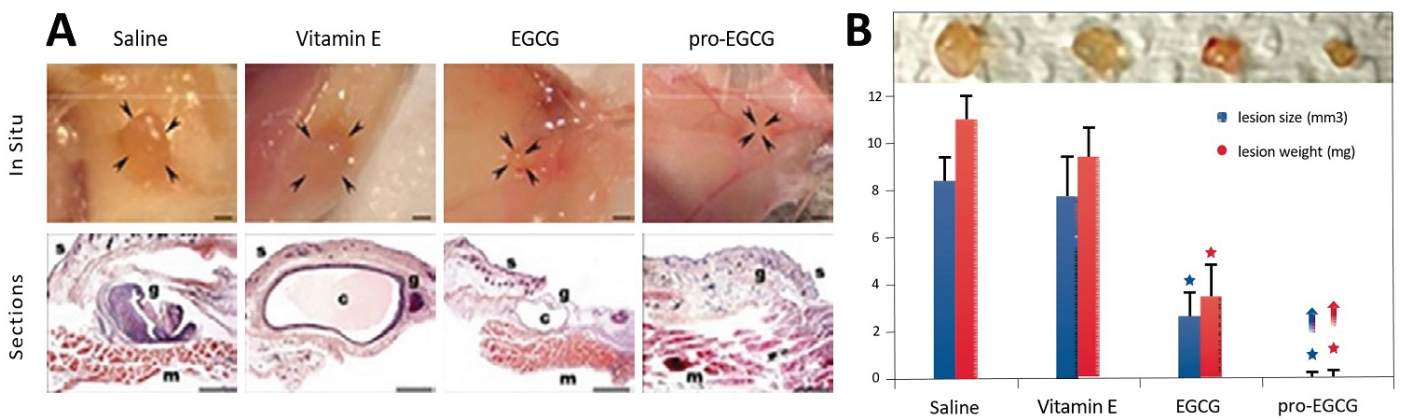 A
Saline Vitamin E EGCG pro-EGCG
In Situ
Sections
s
g
m
s
g
c
s
g
c
m
g
s
m
B
12
10
8
6
4
2
0
lesion size (mm3)
lesion weight (mg)
Saline Vitamin E EGCG pro-EGCG